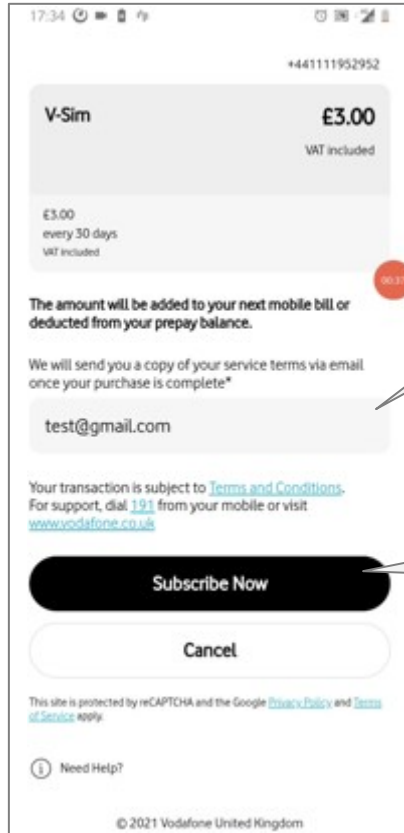 17:34
+441111952952
V-Sim £3.00
VAT included
£3.00
every 30 days
VAT included
00:37
The amount will be added to your next mobile bill or
deducted from your prepay balance.
We will send you a copy of your service terms via email
once your purchase is complete*
test@gmail.com
Your transaction is subject to Terms and Conditions.
For support, dial 191 from your mobile or visit
www.vodafone.co.uk
Subscribe Now
Cancel
This site is protected by reCAPTCHA and the Google Privacy Policy and Terms
of Service apply.
Need Help?
© 2021 Vodafone United Kingdom